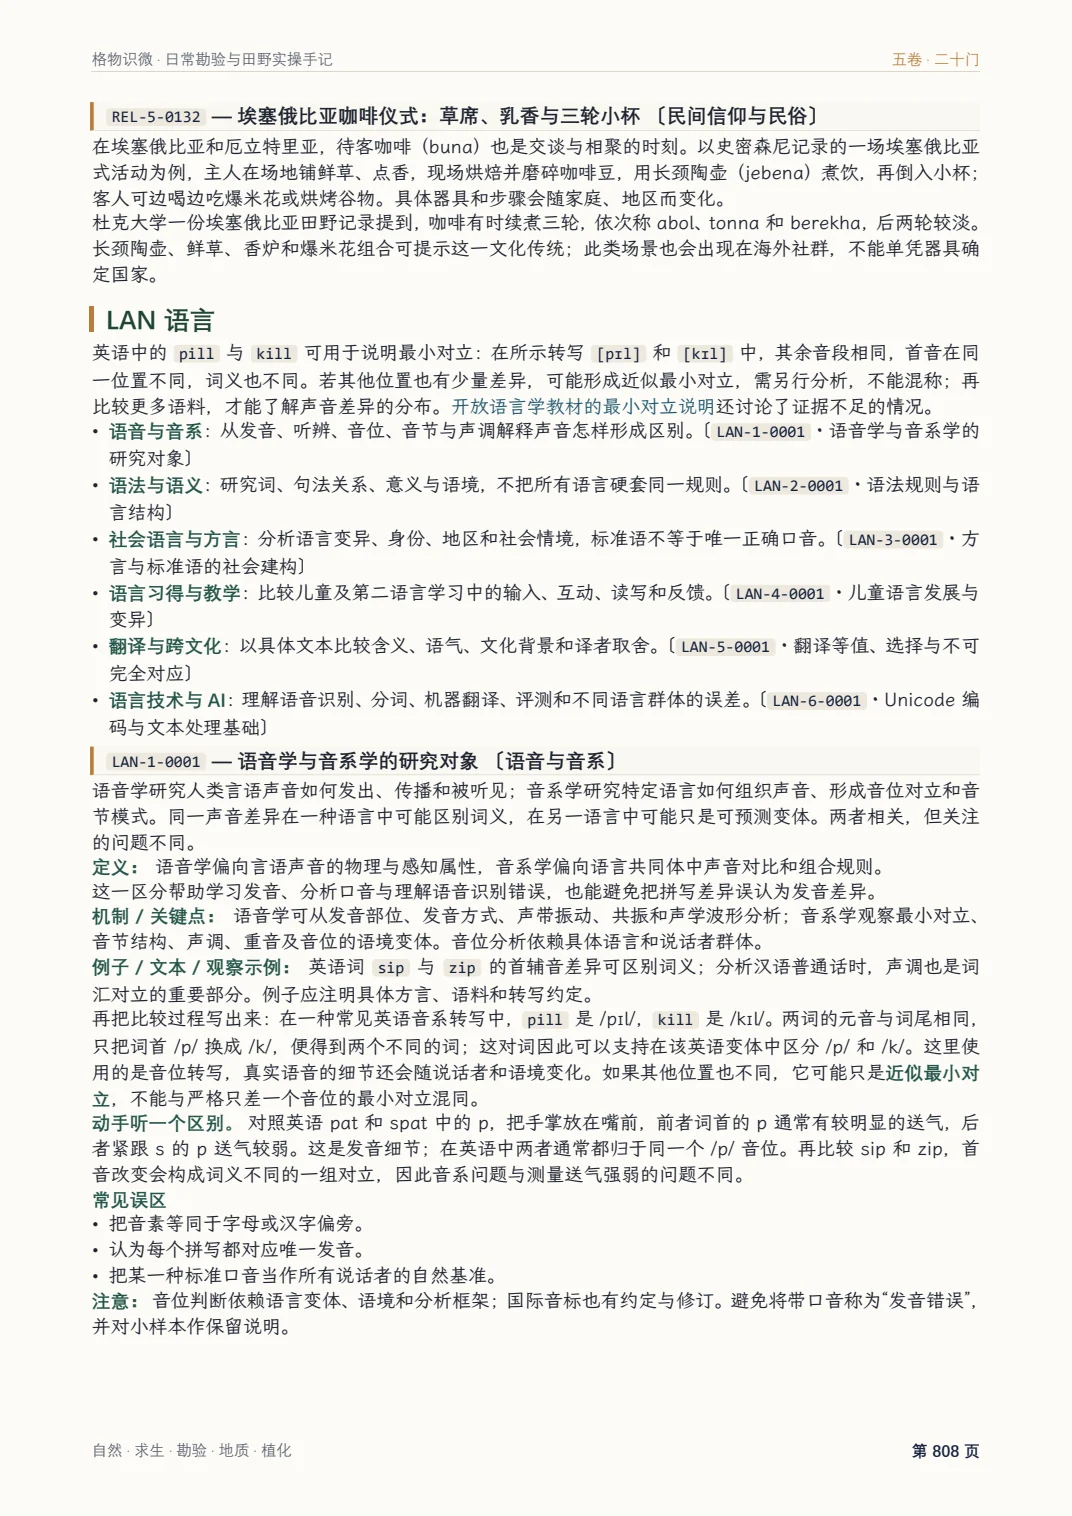 格物识微 · 日常勘验与田野实操手记
五卷 · 二十门
REL-5-0132 — 埃塞俄比亚咖啡仪式：草席、乳香与三轮小杯 〔民间信仰与民俗〕
在埃塞俄比亚和厄立特里亚，待客咖啡（buna）也是交谈与相聚的时刻。以史密森尼记录的一场埃塞俄比亚
式活动为例，主人在场地铺鲜草、点香，现场烘焙并磨碎咖啡豆，用长颈陶壶（jebena）煮饮，再倒入小杯；
客人可边喝边吃爆米花或烘烤谷物。具体器具和步骤会随家庭、地区而变化。
杜克大学一份埃塞俄比亚田野记录提到，咖啡有时续煮三轮，依次称 abol、tonna 和 berekha，后两轮较淡。
长颈陶壶、鲜草、香炉和爆米花组合可提示这一文化传统；此类场景也会出现在海外社群，不能单凭器具确
定国家。
LAN 语言
英语中的 pill 与 kill 可用于说明最小对立：在所示转写 [pɪl] 和 [kɪl] 中，其余音段相同，首音在同
一位置不同，词义也不同。若其他位置也有少量差异，可能形成近似最小对立，需另行分析，不能混称；再
比较更多语料，才能了解声音差异的分布。开放语言学教材的最小对立说明还讨论了证据不足的情况。
• 语音与音系：从发音、听辨、音位、音节与声调解释声音怎样形成区别。〔LAN-1-0001 · 语音学与音系学的
研究对象〕
• 语法与语义：研究词、句法关系、意义与语境，不把所有语言硬套同一规则。〔LAN-2-0001 · 语法规则与语
言结构〕
• 社会语言与方言：分析语言变异、身份、地区和社会情境，标准语不等于唯一正确口音。〔LAN-3-0001 · 方
言与标准语的社会建构〕
• 语言习得与教学：比较儿童及第二语言学习中的输入、互动、读写和反馈。〔LAN-4-0001 · 儿童语言发展与
变异〕
• 翻译与跨文化：以具体文本比较含义、语气、文化背景和译者取舍。〔LAN-5-0001 · 翻译等值、选择与不可
完全对应〕
• 语言技术与 AI：理解语音识别、分词、机器翻译、评测和不同语言群体的误差。〔LAN-6-0001 · Unicode 编
码与文本处理基础〕
LAN-1-0001 — 语音学与音系学的研究对象 〔语音与音系〕
语音学研究人类言语声音如何发出、传播和被听见；音系学研究特定语言如何组织声音、形成音位对立和音
节模式。同一声音差异在一种语言中可能区别词义，在另一语言中可能只是可预测变体。两者相关，但关注
的问题不同。
定义： 语音学偏向言语声音的物理与感知属性，音系学偏向语言共同体中声音对比和组合规则。
这一区分帮助学习发音、分析口音与理解语音识别错误，也能避免把拼写差异误认为发音差异。
机制 / 关键点： 语音学可从发音部位、发音方式、声带振动、共振和声学波形分析；音系学观察最小对立、
音节结构、声调、重音及音位的语境变体。音位分析依赖具体语言和说话者群体。
例子 / 文本 / 观察示例： 英语词 sip 与 zip 的首辅音差异可区别词义；分析汉语普通话时，声调也是词
汇对立的重要部分。例子应注明具体方言、语料和转写约定。
再把比较过程写出来：在一种常见英语音系转写中，pill 是 /pɪl/，kill 是 /kɪl/。两词的元音与词尾相同，
只把词首 /p/ 换成 /k/，便得到两个不同的词；这对词因此可以支持在该英语变体中区分 /p/ 和 /k/。这里使
用的是音位转写，真实语音的细节还会随说话者和语境变化。如果其他位置也不同，它可能只是近似最小对
立，不能与严格只差一个音位的最小对立混同。
动手听一个区别。 对照英语 pat 和 spat 中的 p，把手掌放在嘴前，前者词首的 p 通常有较明显的送气，后
者紧跟 s 的 p 送气较弱。这是发音细节；在英语中两者通常都归于同一个 /p/ 音位。再比较 sip 和 zip，首
音改变会构成词义不同的一组对立，因此音系问题与测量送气强弱的问题不同。
常见误区
• 把音素等同于字母或汉字偏旁。
• 认为每个拼写都对应唯一发音。
• 把某一种标准口音当作所有说话者的自然基准。
注意： 音位判断依赖语言变体、语境和分析框架；国际音标也有约定与修订。避免将带口音称为“发音错误”，
并对小样本作保留说明。
自然 · 求生 · 勘验 · 地质 · 植化
第 808 页